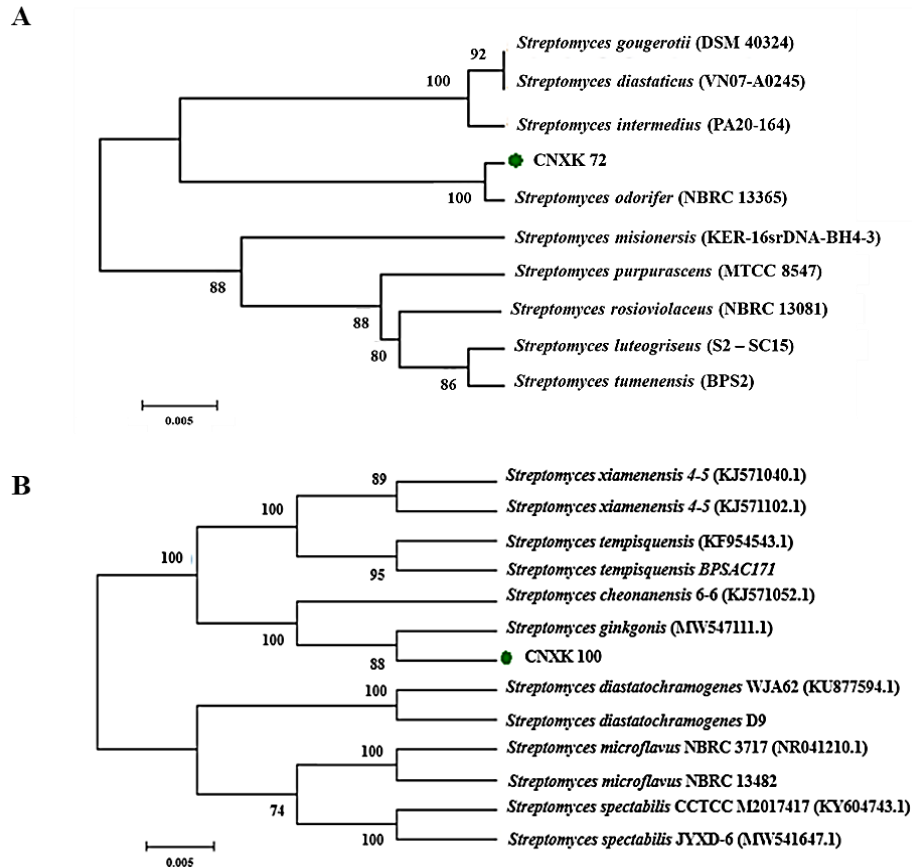 A
Streptomyces gougerotii (DSM 40324)
92
Streptomyces diastaticus (VN07-A0245)
100
Streptomyces intermedius (PA20-164)
CNXK 72
100
Streptomyces odorifer (NBRC 13365)
Streptomyces misionersis (KER-16srDNA-BH4-3)
88
Streptomyces purpurascens (MTCC 8547)
Streptomyces rosioviolaceus (NBRC 13081)
88
80
Streptomyces luteogriseus (S2 – SC15)
86
Streptomyces tumenensis (BPS2)
0.005
B
Streptomyces xiamenensis 4-5 (KJ571040.1)
89
Streptomyces xiamenensis 4-5 (KJ571102.1)
100
Streptomyces tempisquensis (KF954543.1)
100
95
Streptomyces tempisquensis BPSAC171
Streptomyces cheonanensis 6-6 (KJ571052.1)
100
Streptomyces ginkgonis (MW547111.1)
88
CNXK 100
Streptomyces diastatochramogenes WJA62 (KU877594.1)
100
Streptomyces diastatochramogenes D9
Streptomyces microflavus NBRC 3717 (NR041210.1)
100
Streptomyces microflavus NBRC 13482
74
Streptomyces spectabilis CCTCC M2017417 (KY604743.1)
100
Streptomyces spectabilis JYXD-6 (MW541647.1)
0.005